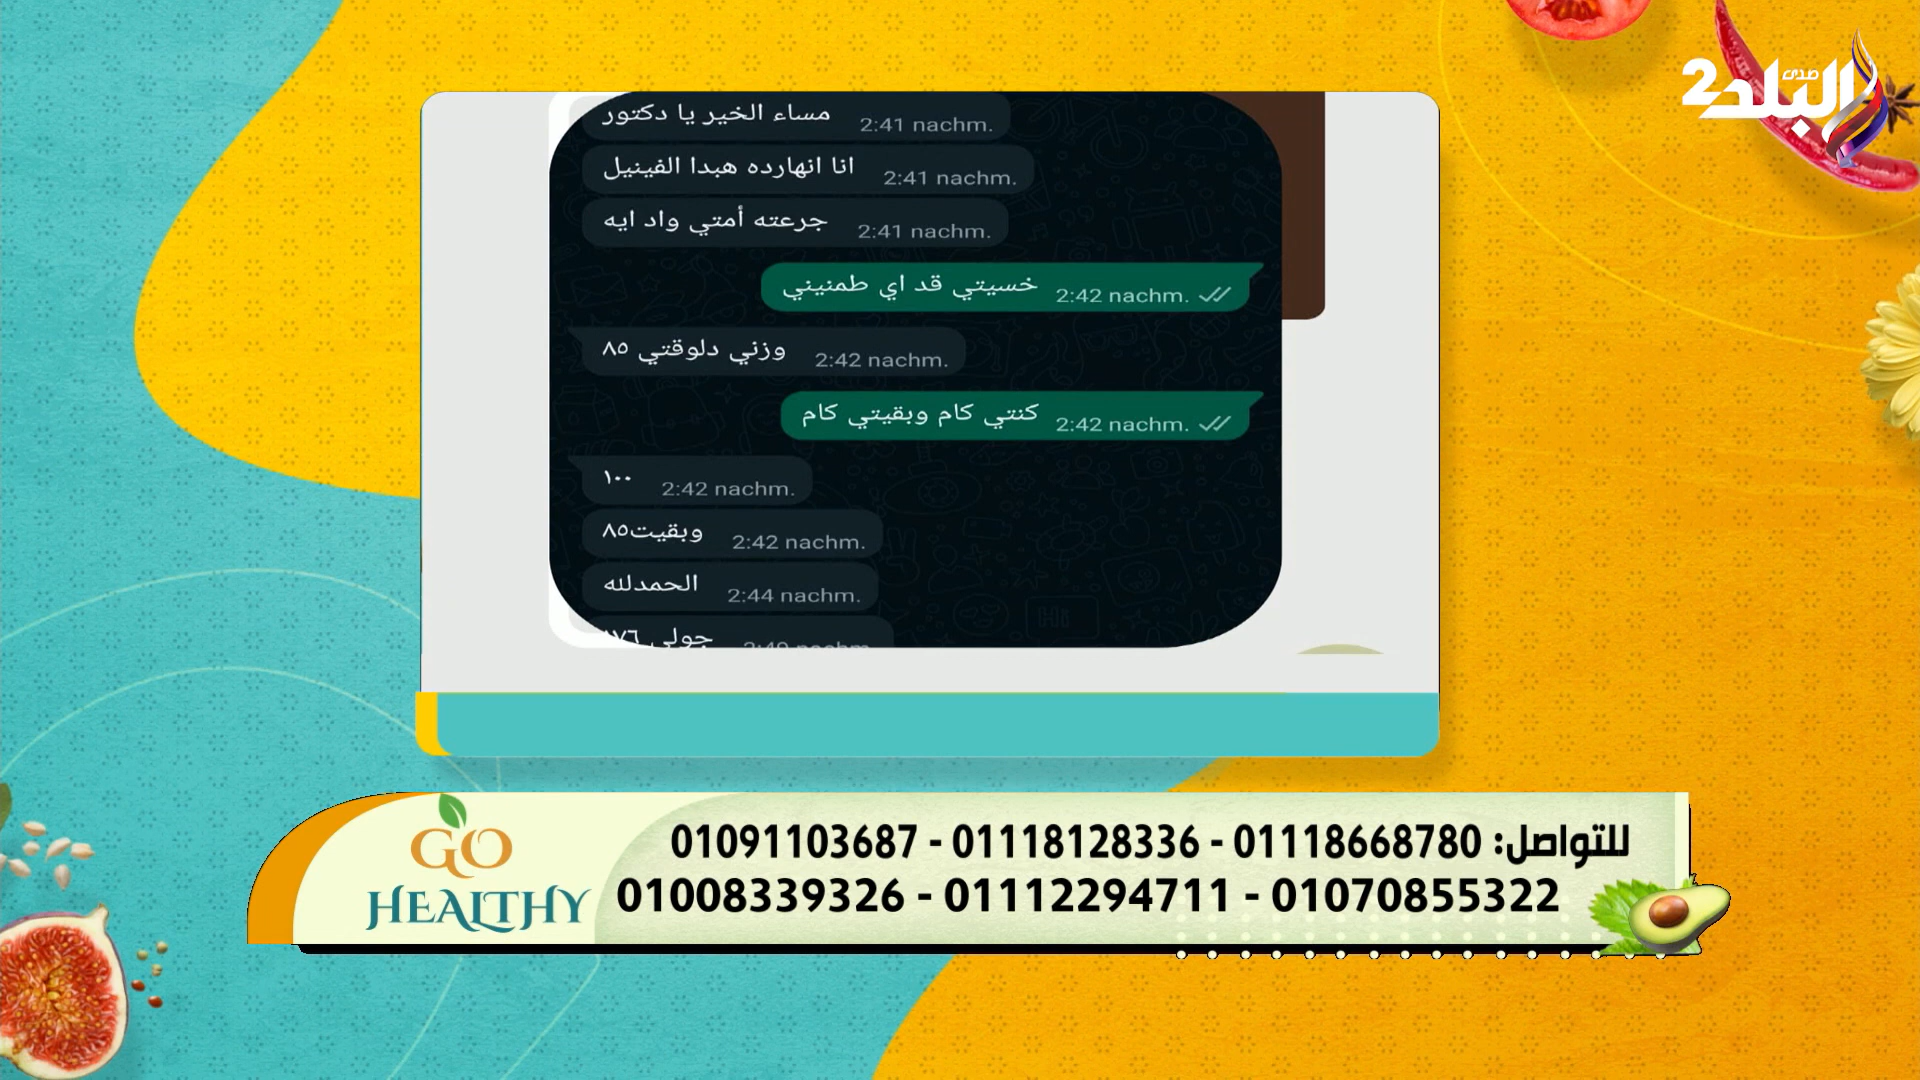 صدى البلد 2
مساء الخير يا دكتور 2:41 nachm.
انا انهارده هبدا الفينيل 2:41 nachm.
جرعته أمتي واد ايه 2:41 nachm.
خسيتي قد اي طمنيني 2:42 nachm.
وزني دلوقتي ٨٥ 2:42 nachm.
كنتي كام وبقيتي كام 2:42 nachm.
١٠٠ 2:42 nachm.
وبقيت٨٥ 2:42 nachm.
الحمدلله 2:44 nachm.
جولي
GO HEALTHY
للتواصل: 01118668780 - 01118128336 - 01091103687
01008339326 - 01112294711 - 01070855322